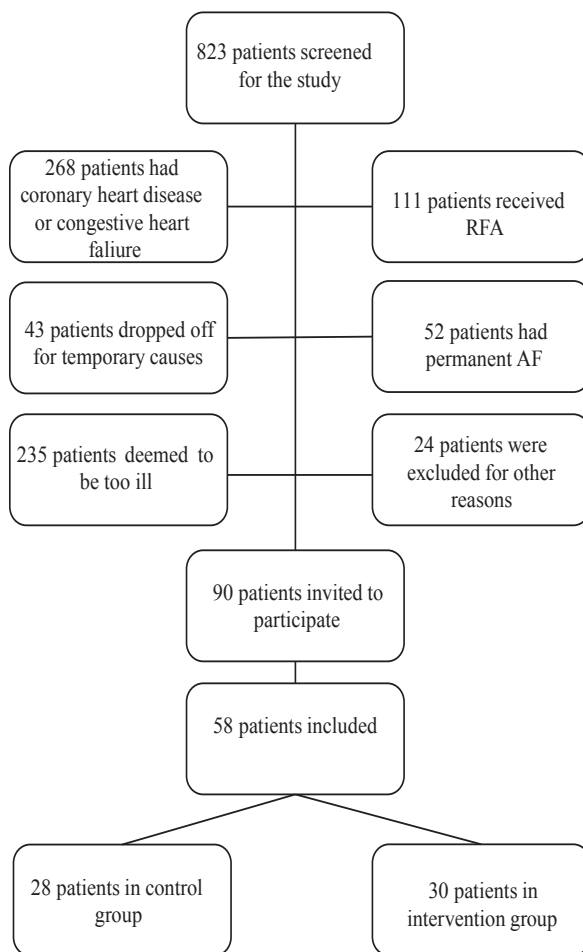 823 patients screened
for the study
268 patients had
coronary heart disease
or congestive heart
faliure
111 patients received
RFA
43 patients dropped off
for temporary causes
52 patients had
permanent AF
235 patients deemed to
be too ill
24 patients were
excluded for other
reasons
90 patients invited to
participate
58 patients included
28 patients in control
group
30 patients in
intervention group